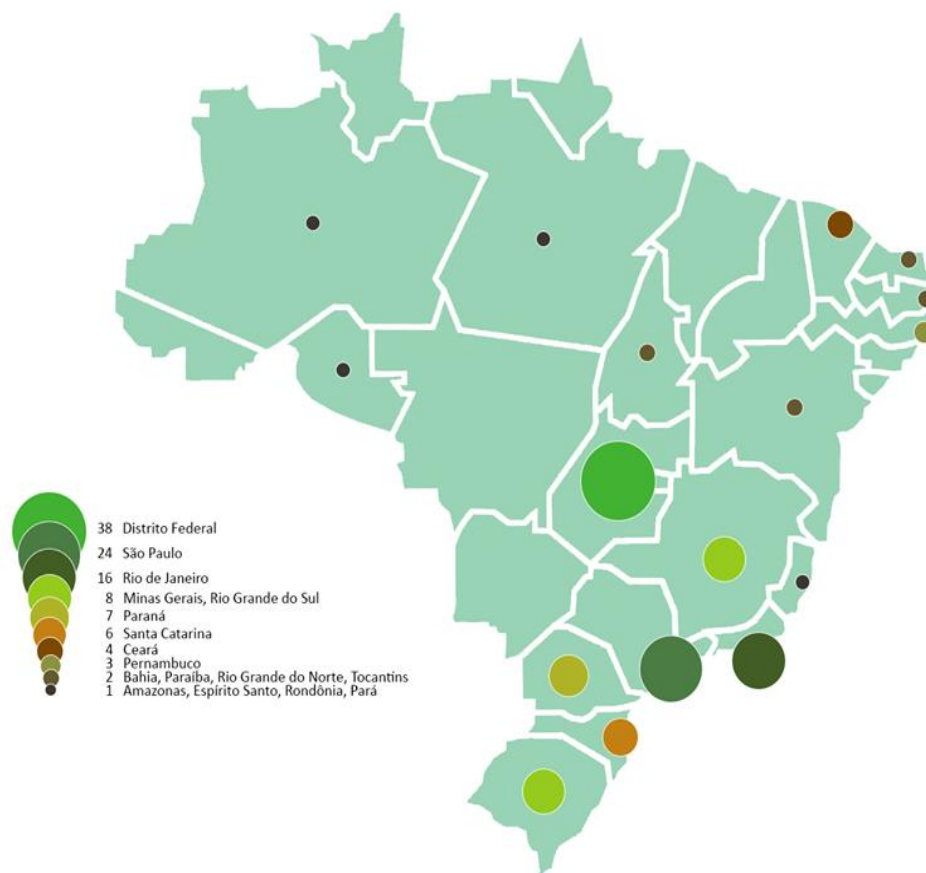 38 Distrito Federal
24 São Paulo
16 Rio de Janeiro
8 Minas Gerais, Rio Grande do Sul
7 Paraná
6 Santa Catarina
4 Ceará
3 Pernambuco
2 Bahia, Paraíba, Rio Grande do Norte, Tocantins
1 Amazonas, Espírito Santo, Rondônia, Pará